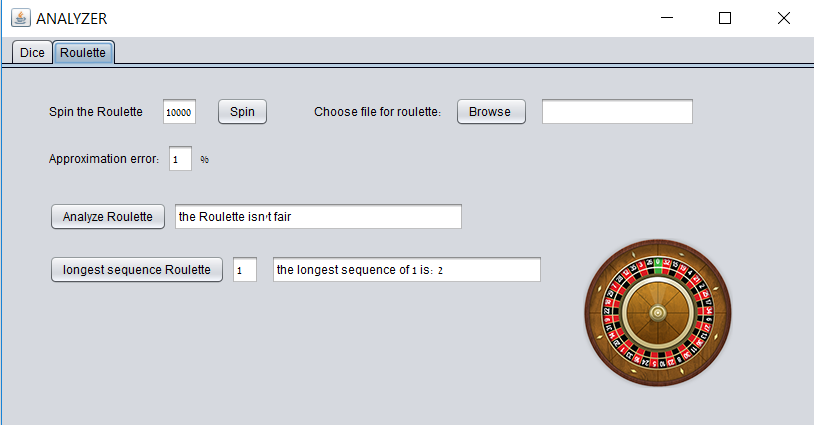 ANALYZER
Dice Roulette
Spin the Roulette 10000 Spin Choose file for roulette: Browse
Approximation error: 1 %
Analyze Roulette the Roulette isn't fair
longest sequence Roulette 1 the longest sequence of 1 is: 2